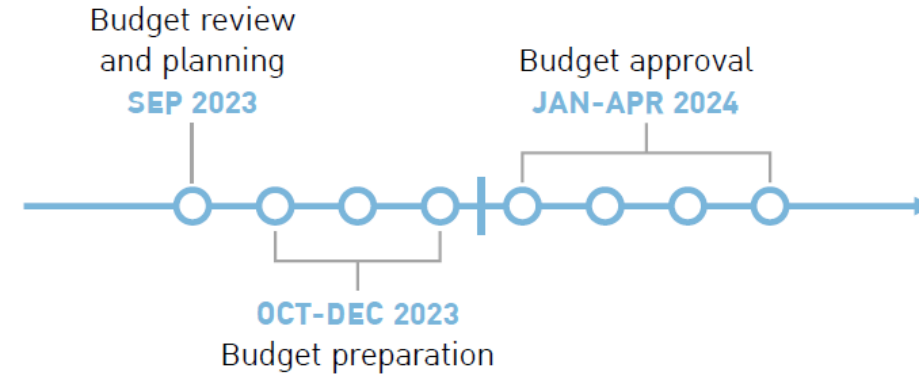 Budget review
and planning
SEP 2023
Budget approval
JAN-APR 2024
OCT-DEC 2023
Budget preparation